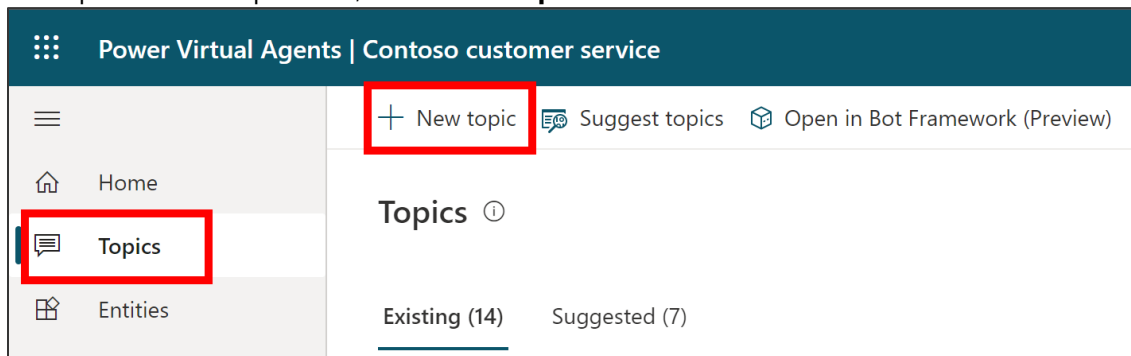 Power Virtual Agents | Contoso customer service
New topic Suggest topics Open in Bot Framework (Preview)
Home
Topics
Topics
Entities
Existing (14) Suggested (7)